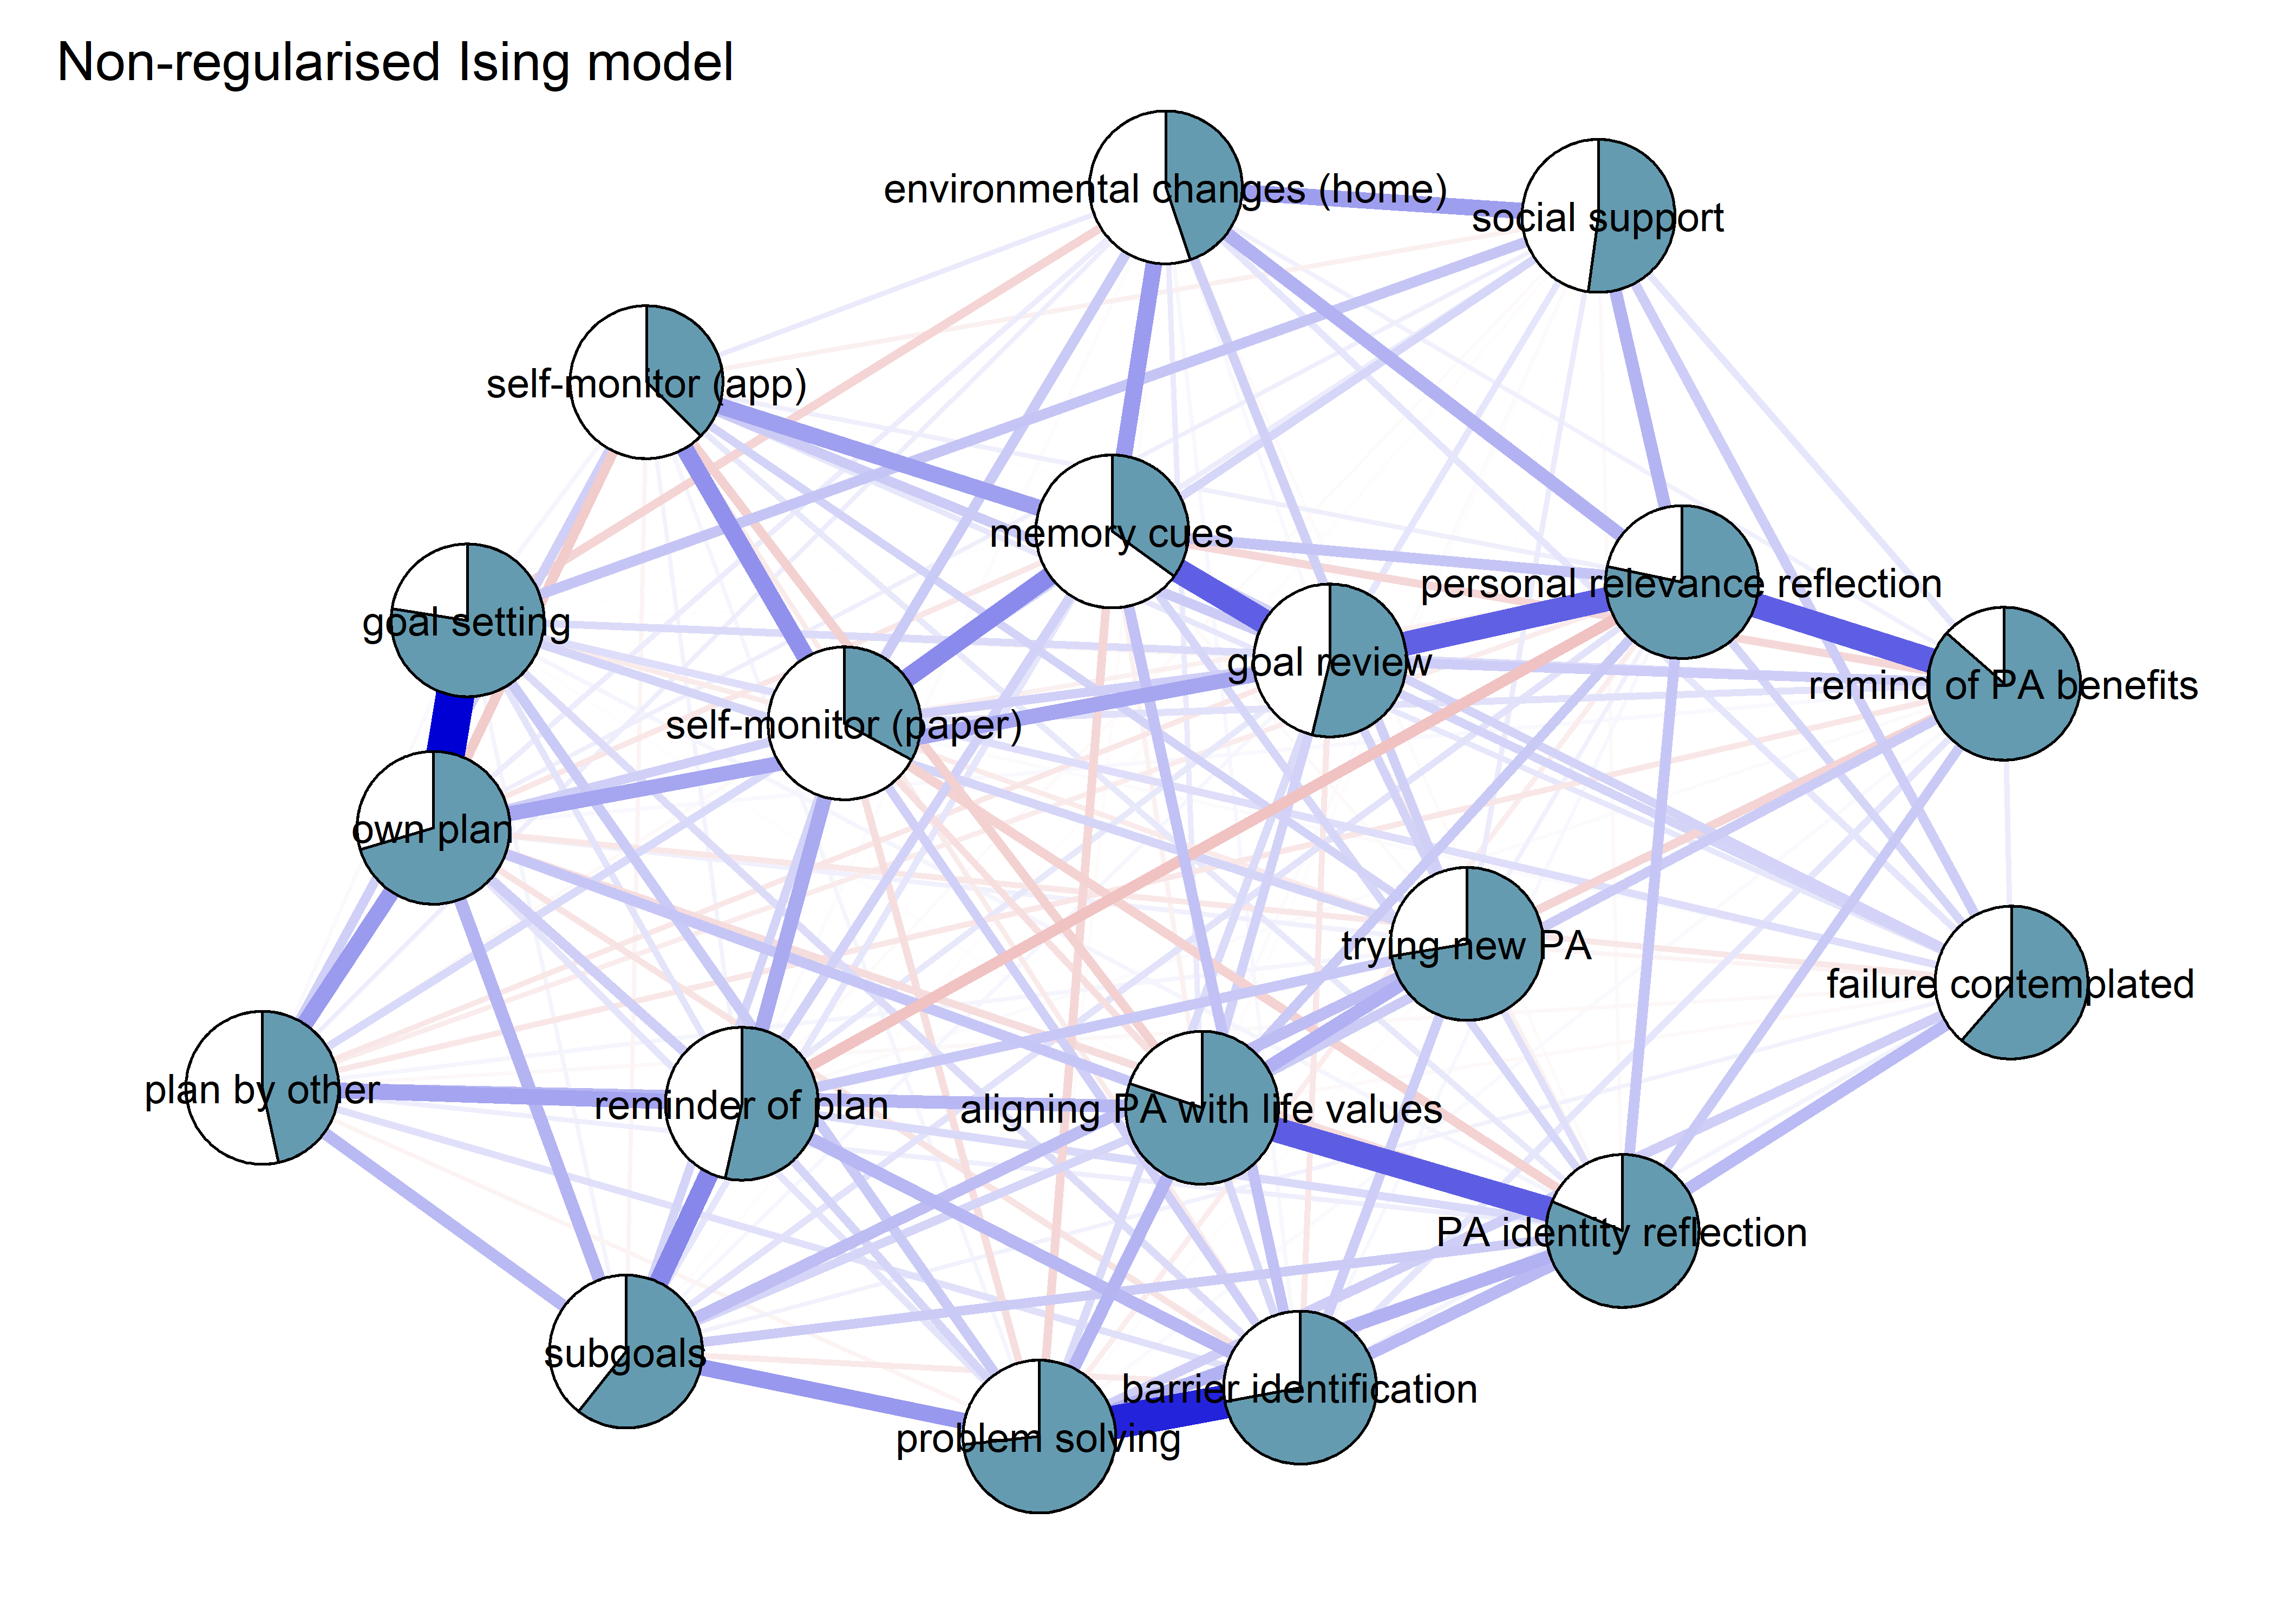 Non-regularised Ising model
environmental changes (home)
social support
self-monitor (app)
memory cues
personal relevance reflection
goal setting
goal review
remind of PA benefits
self-monitor (paper)
own plan
trying new PA
failure contemplated
plan by other
reminder of plan
aligning PA with life values
PA identity reflection
subgoals
barrier identification
problem solving